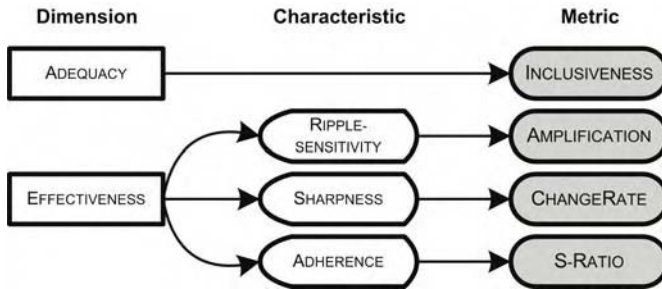 Dimension Characteristic Metric
ADEQUACY INCLUSIVENESS
RIPPLE-
SENSITIVITY AMPLIFICATION
EFFECTIVENESS SHARPNESS CHANGERATE
ADHERENCE S-RATIO